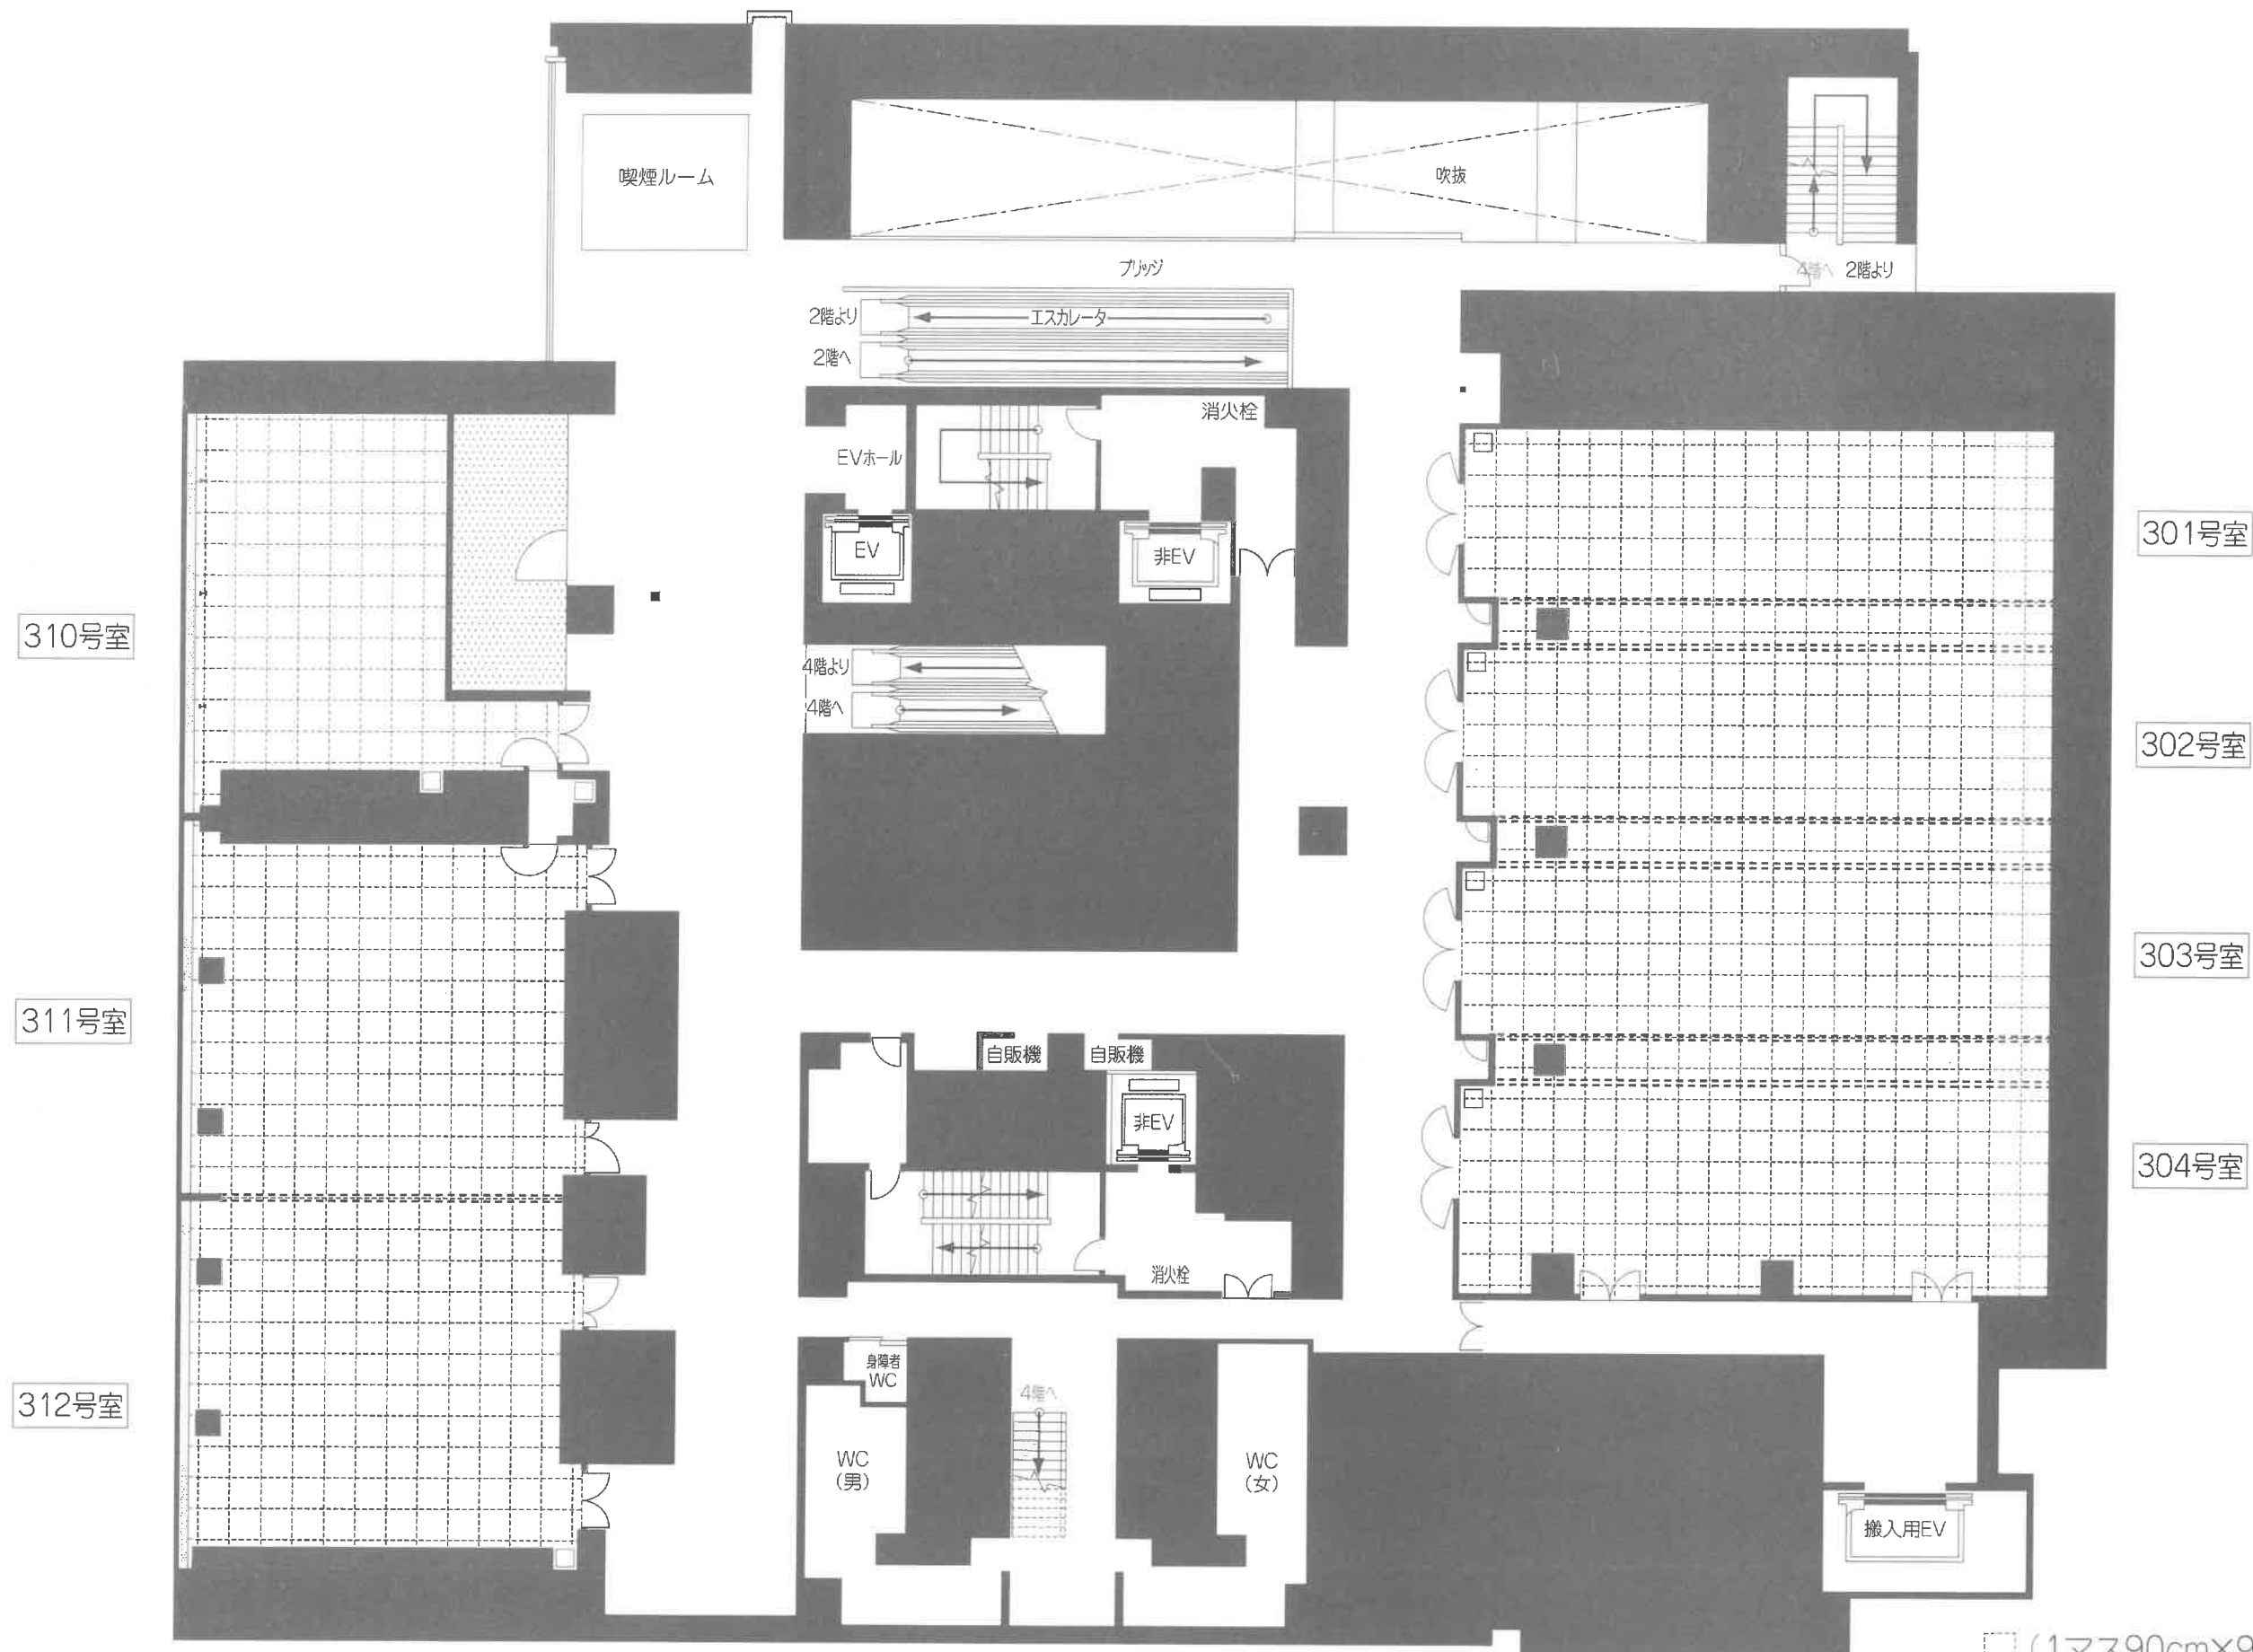 喫煙ルーム
吹抜
ブリッジ
4階へ 2階より
2階より
エスカレータ
2階へ
消火栓
EVホール
EV
非EV
301号室
310号室
4階より
4階へ
302号室
303号室
311号室
自販機
自販機
非EV
304号室
消火栓
身障者
WC
4階へ
312号室
WC
(男)
WC
(女)
搬入用EV
(1マス90cm×9